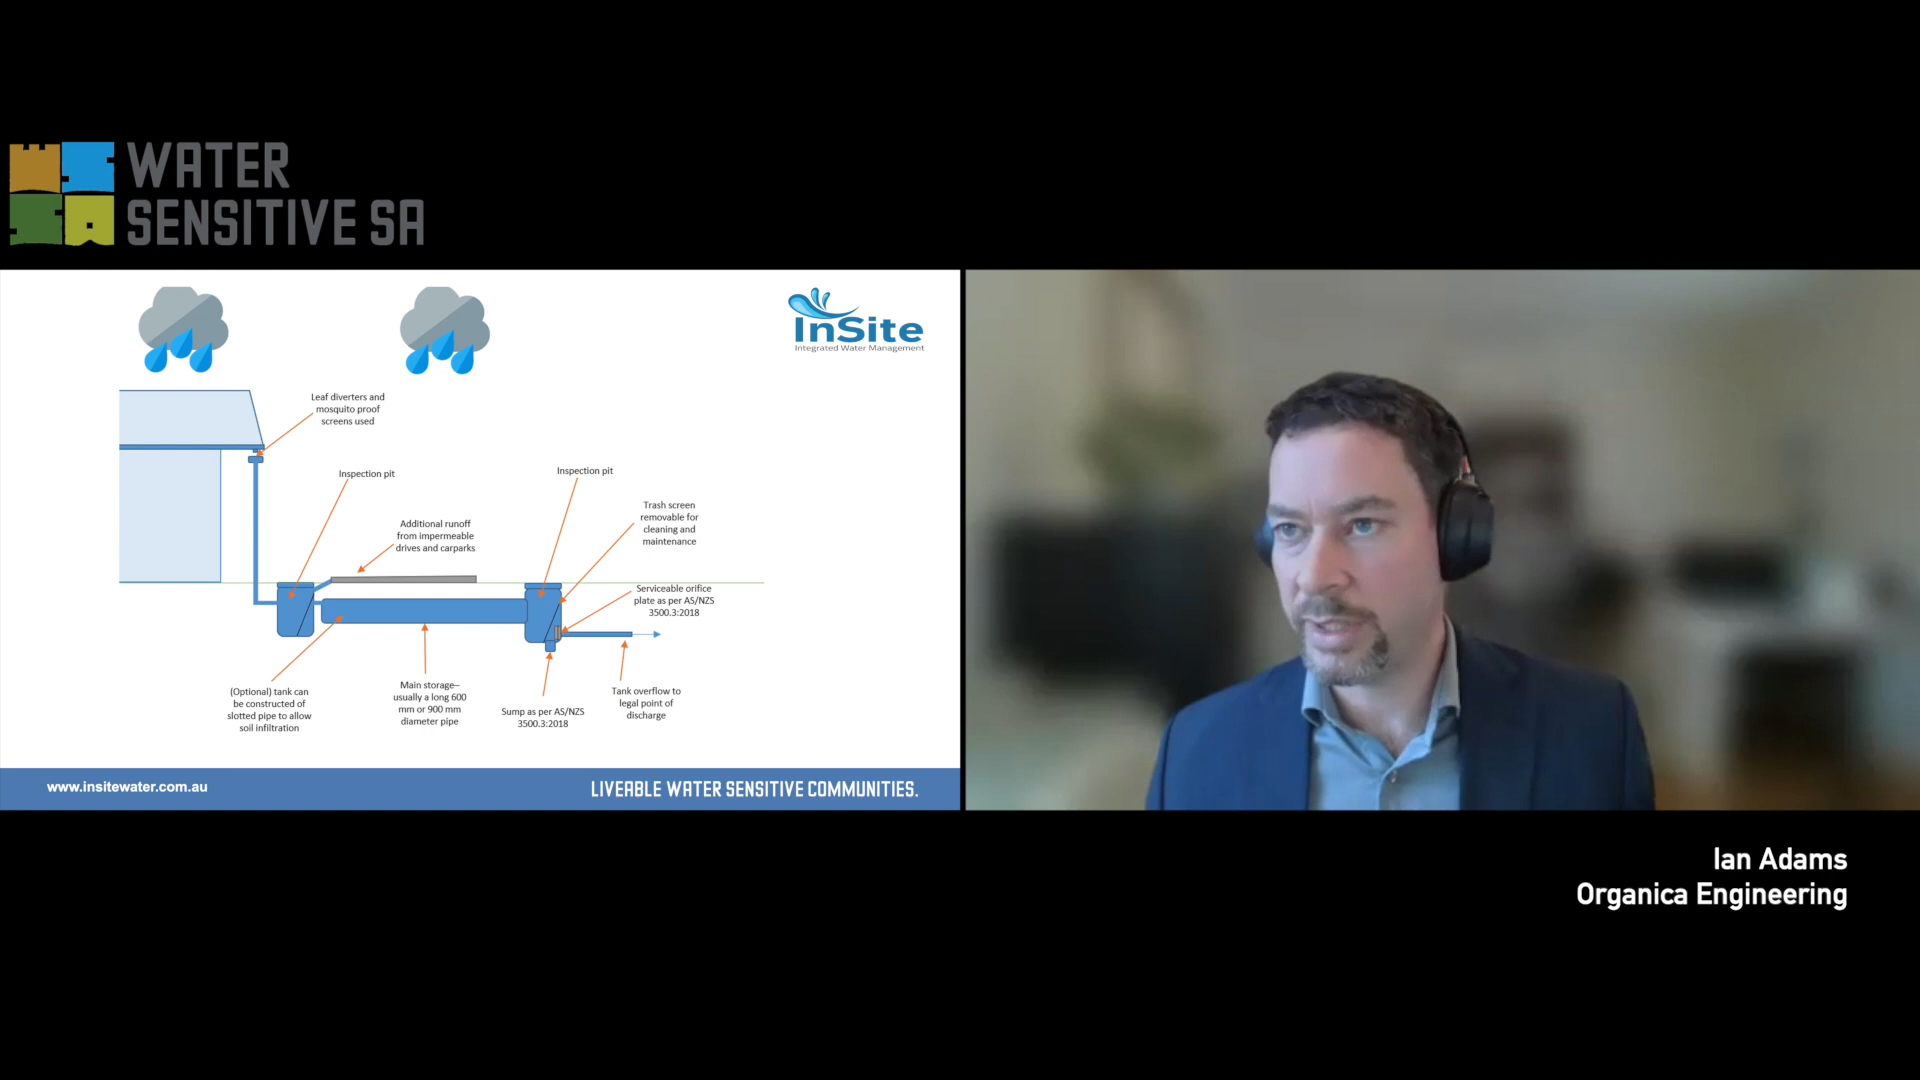 WATER
SENSITIVE SA
InSite
Integrated Water Management
Leaf diverters and
mosquito proof
screens used
Inspection pit
Inspection pit
Additional runoff
from impermeable
drives and carparks
Trash screen
removable for
cleaning and
maintenance
Serviceable orifice
plate as per AS/NZS
3500.3:2018
(Optional) tank can
be constructed of
slotted pipe to allow
soil infiltration
Main storage–
usually a long 600
mm or 900 mm
diameter pipe
Sump as per AS/NZS
3500.3:2018
Tank overflow to
legal point of
discharge
www.insitewater.com.au
LIVEABLE WATER SENSITIVE COMMUNITIES.
Ian Adams
Organica Engineering